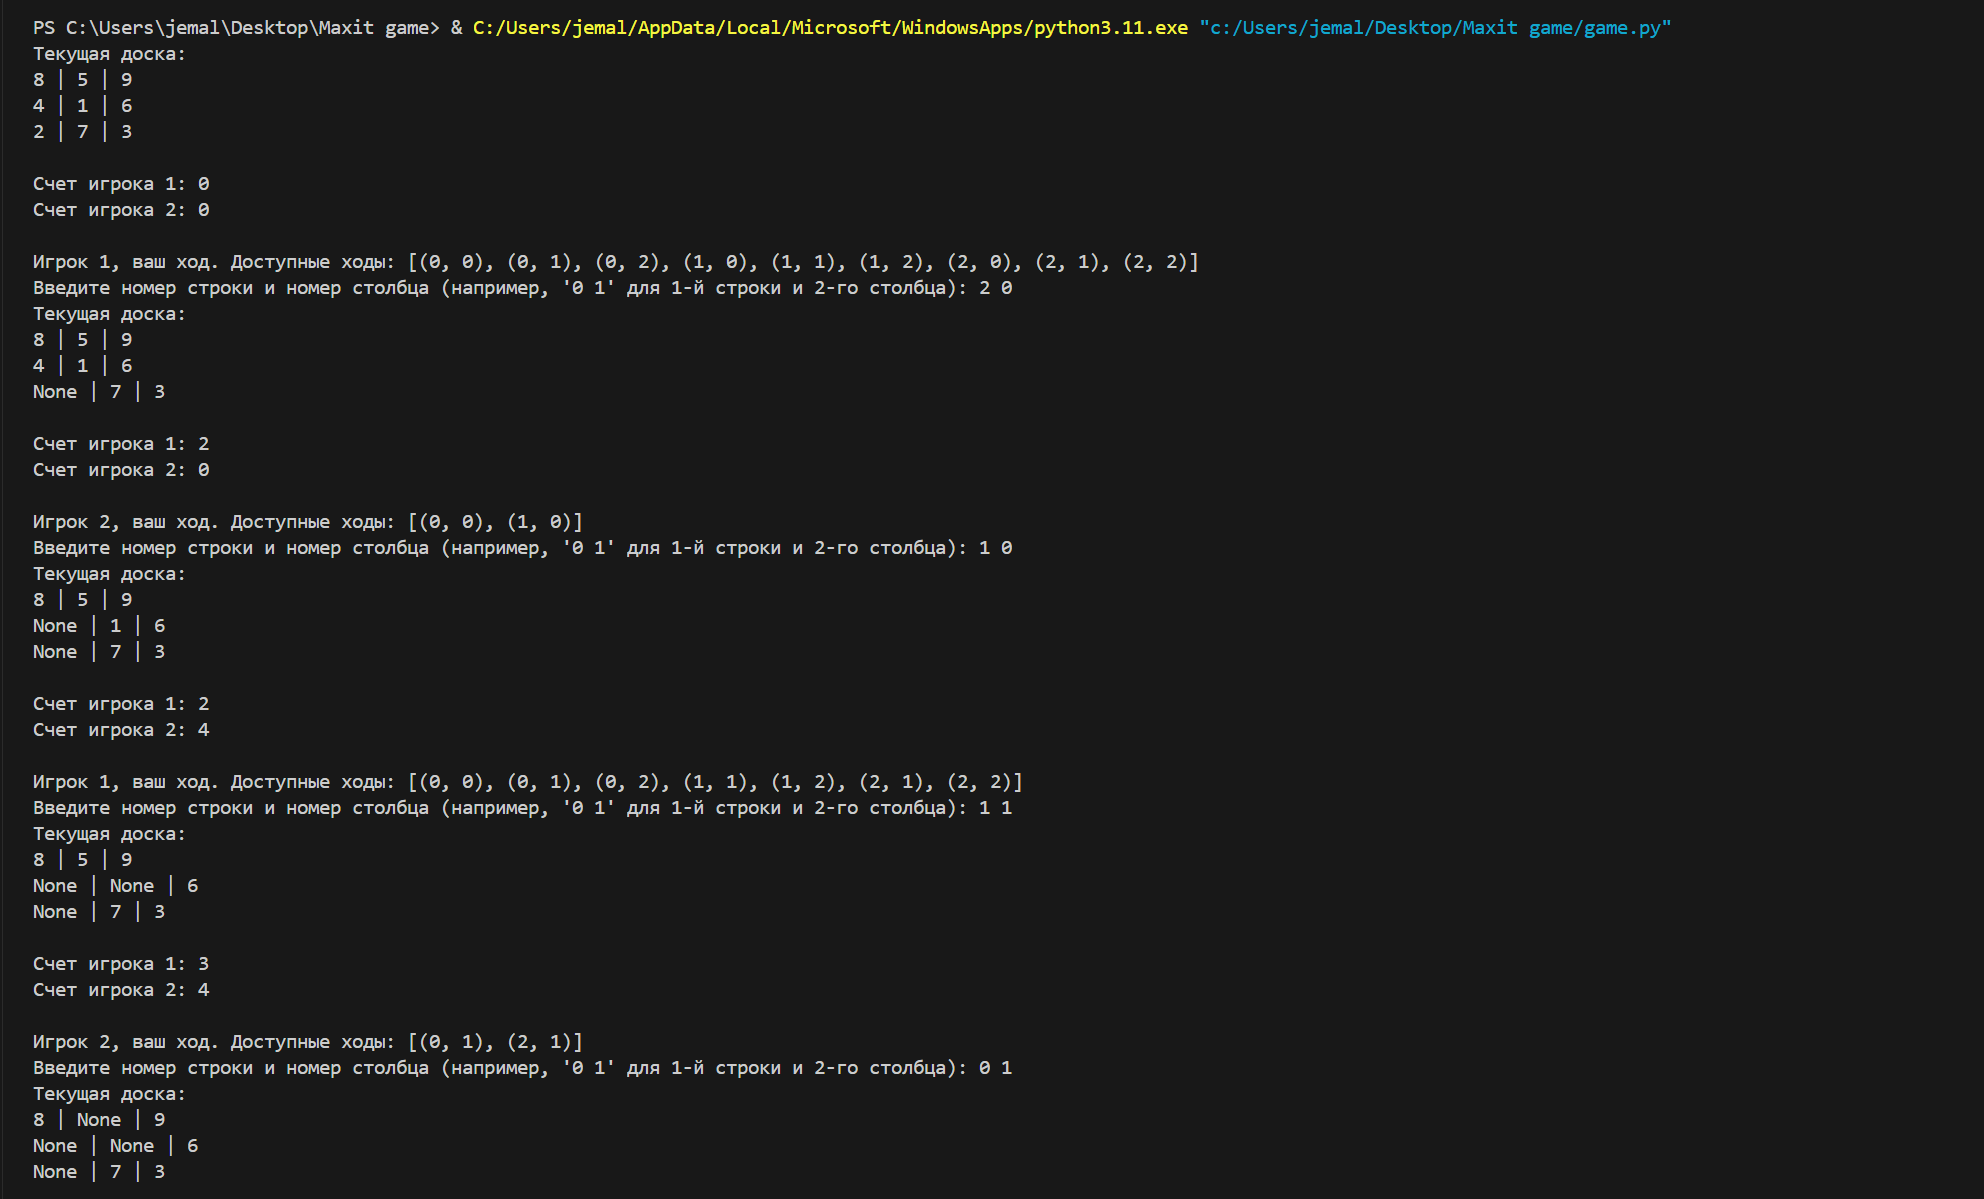 PS C:\Users\jemal\Desktop\Maxit game> & C:/Users/jemal/AppData/Local/Microsoft/WindowsApps/python3.11.exe "c:/Users/jemal/Desktop/Maxit game/game.py"
Текущая доска:
8 | 5 | 9
4 | 1 | 6
2 | 7 | 3
Счет игрока 1: 0
Счет игрока 2: 0
Игрок 1, ваш ход. Доступные ходы: [(0, 0), (0, 1), (0, 2), (1, 0), (1, 1), (1, 2), (2, 0), (2, 1), (2, 2)]
Введите номер строки и номер столбца (например, '0 1' для 1-й строки и 2-го столбца): 2 0
Текущая доска:
8 | 5 | 9
4 | 1 | 6
None | 7 | 3
Счет игрока 1: 2
Счет игрока 2: 0
Игрок 2, ваш ход. Доступные ходы: [(0, 0), (1, 0)]
Введите номер строки и номер столбца (например, '0 1' для 1-й строки и 2-го столбца): 1 0
Текущая доска:
8 | 5 | 9
None | 1 | 6
None | 7 | 3
Счет игрока 1: 2
Счет игрока 2: 4
Игрок 1, ваш ход. Доступные ходы: [(0, 0), (0, 1), (0, 2), (1, 1), (1, 2), (2, 1), (2, 2)]
Введите номер строки и номер столбца (например, '0 1' для 1-й строки и 2-го столбца): 1 1
Текущая доска:
8 | 5 | 9
None | None | 6
None | 7 | 3
Счет игрока 1: 3
Счет игрока 2: 4
Игрок 2, ваш ход. Доступные ходы: [(0, 1), (2, 1)]
Введите номер строки и номер столбца (например, '0 1' для 1-й строки и 2-го столбца): 0 1
Текущая доска:
8 | None | 9
None | None | 6
None | 7 | 3